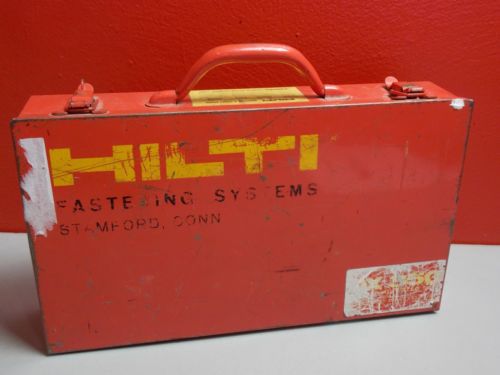 HILTI
FASTENING SYSTEMS
STAMFORD, CONN